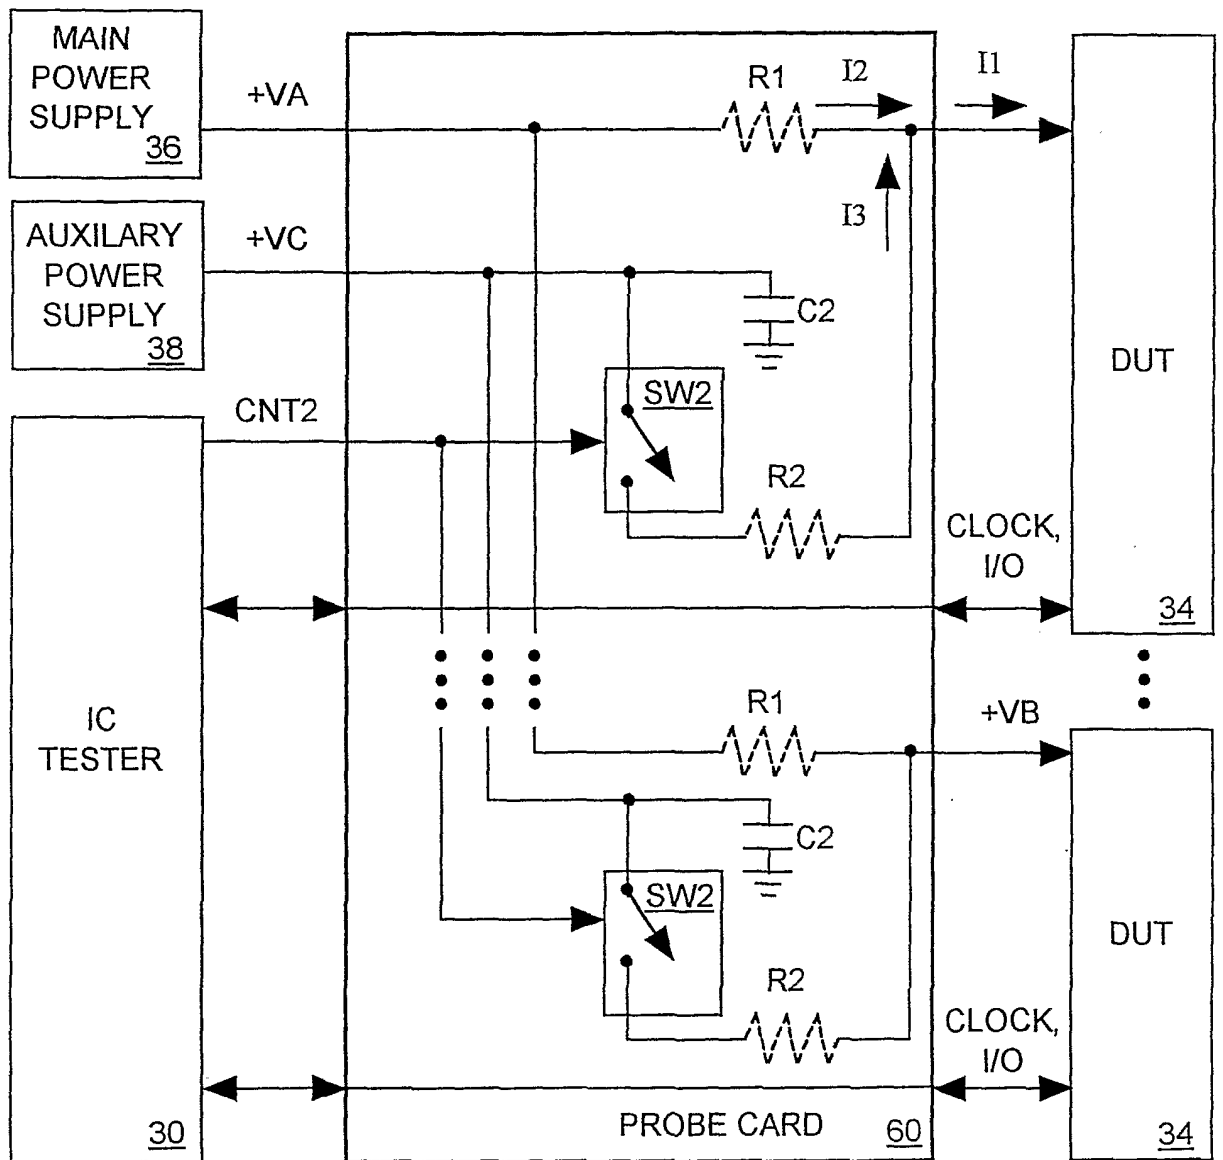 MAIN
POWER
SUPPLY
36
+VA
R1
I2
I1
I3
AUXILARY
POWER
SUPPLY
38
+VC
C2
DUT
SW2
CNT2
R2
CLOCK,
I/O
34
IC
TESTER
R1
+VB
C2
SW2
DUT
R2
CLOCK,
I/O
30
PROBE CARD
60
34